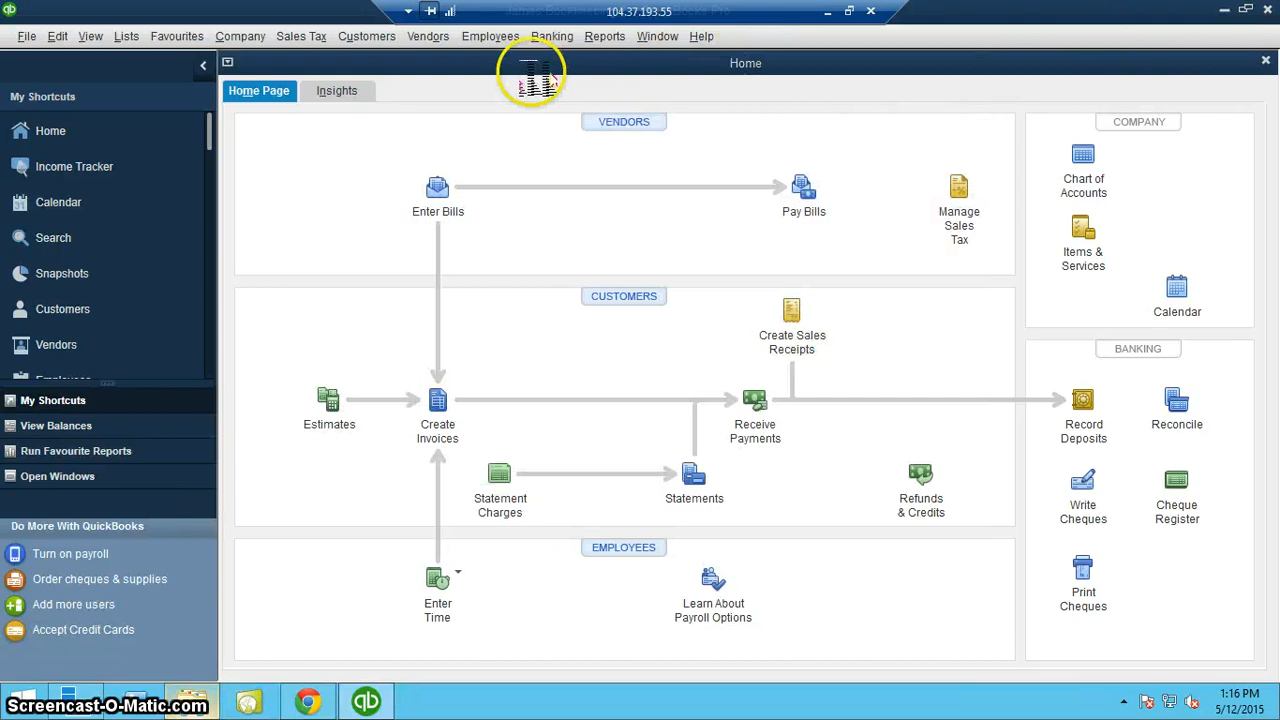 104.37.193.55
File Edit View Lists Favourites Company Sales Tax Customers Vendors Employees Banking Reports Window Help
Home
My Shortcuts
Home Page Insights
Home
Income Tracker
Calendar
Search
Snapshots
Customers
Vendors
My Shortcuts
View Balances
Run Favourite Reports
Open Windows
Do More With QuickBooks
Turn on payroll
Order cheques & supplies
Add more users
Accept Credit Cards
VENDORS
Enter Bills
Pay Bills
Manage
Sales
Tax
CUSTOMERS
Create Sales
Receipts
Estimates
Create
Invoices
Receive
Payments
Statement
Charges
Statements
Refunds
& Credits
EMPLOYEES
Enter
Time
Learn About
Payroll Options
COMPANY
Chart of
Accounts
Items &
Services
Calendar
BANKING
Record
Deposits
Reconcile
Write
Cheques
Cheque
Register
Print
Cheques
qb
Screencast-O-Matic.com
1:16 PM
5/12/2015